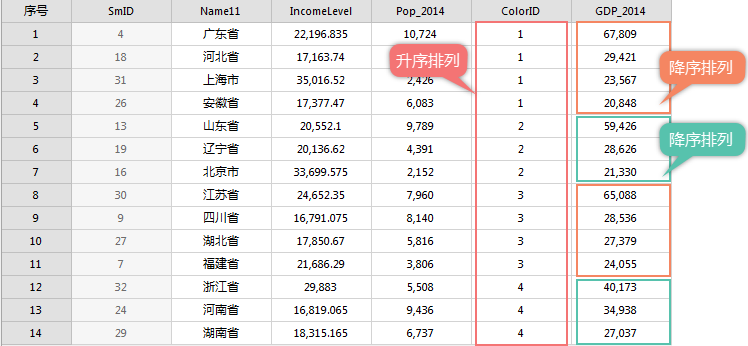 序号 SmID Name11 IncomeLevel Pop_2014 ColorID GDP_2014
1 4 广东省 22,196.835 10,724 1 67,809
2 18 河北省 17,163.74 1 29,421
3 31 上海市 35,016.52 2,426 1 23,567
4 26 安徽省 17,377.47 6,083 1 20,848
5 13 山东省 20,552.1 9,789 2 59,426
6 19 辽宁省 20,136.62 4,391 2 28,626
7 16 北京市 33,699.575 2,152 2 21,330
8 30 江苏省 24,652.35 7,960 3 65,088
9 9 四川省 16,791.075 8,140 3 28,536
10 27 湖北省 17,850.67 5,816 3 27,379
11 7 福建省 21,686.29 3,806 3 24,055
12 32 浙江省 29,883 5,508 4 40,173
13 24 河南省 16,819.065 9,436 4 34,938
14 29 湖南省 18,315.165 6,737 4 27,037
升序排列
降序排列
降序排列